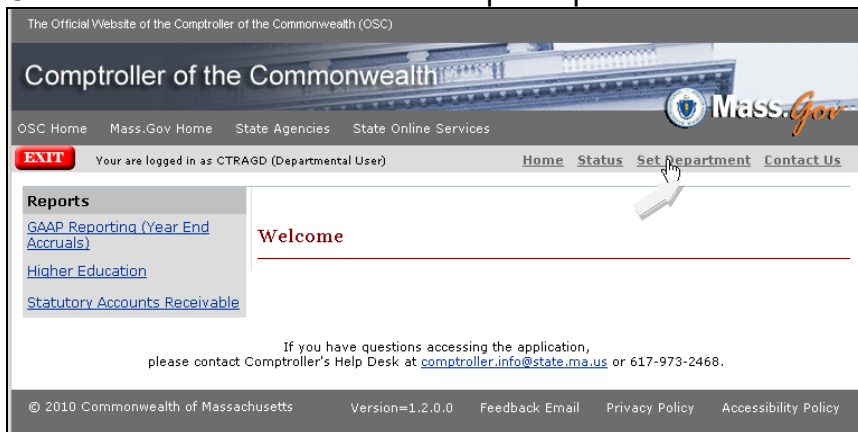 The Official Website of the Comptroller of the Commonwealth (OSC)
Comptroller of the Commonwealth
Mass.Gov
OSC Home Mass.Gov Home State Agencies State Online Services
EXIT Your are logged in as CTRAGD (Departmental User) Home Status Set Department Contact Us
Reports
GAAP Reporting (Year End
Accruals)
Higher Education
Statutory Accounts Receivable
Welcome
If you have questions accessing the application,
please contact Comptroller's Help Desk at comptroller.info@state.ma.us or 617-973-2468.
© 2010 Commonwealth of Massachusetts Version=1.2.0.0 Feedback Email Privacy Policy Accessibility Policy